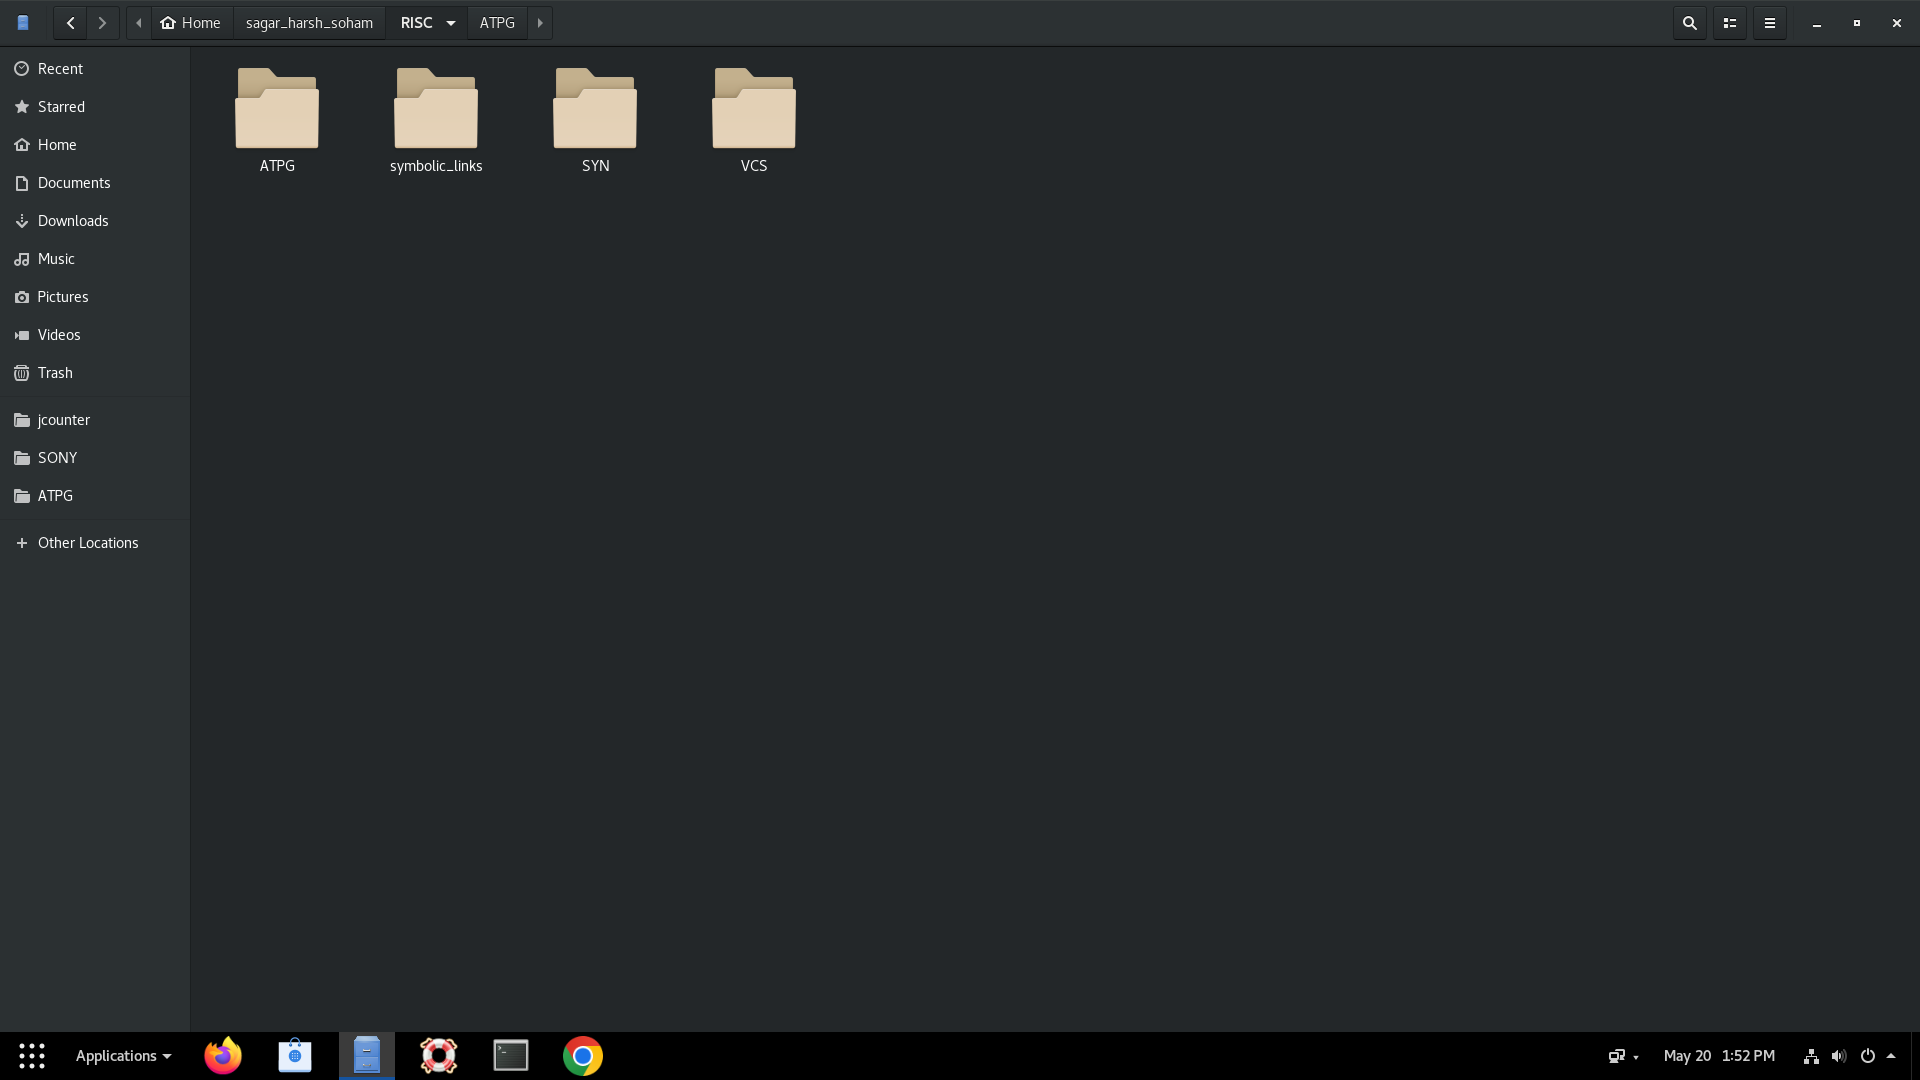 Home sagar_harsh_soham RISC ATPG
Recent
Starred
Home
Documents
Downloads
Music
Pictures
Videos
Trash
jcounter
SONY
ATPG
Other Locations
ATPG symbolic_links SYN VCS
Applications May 20 1:52 PM